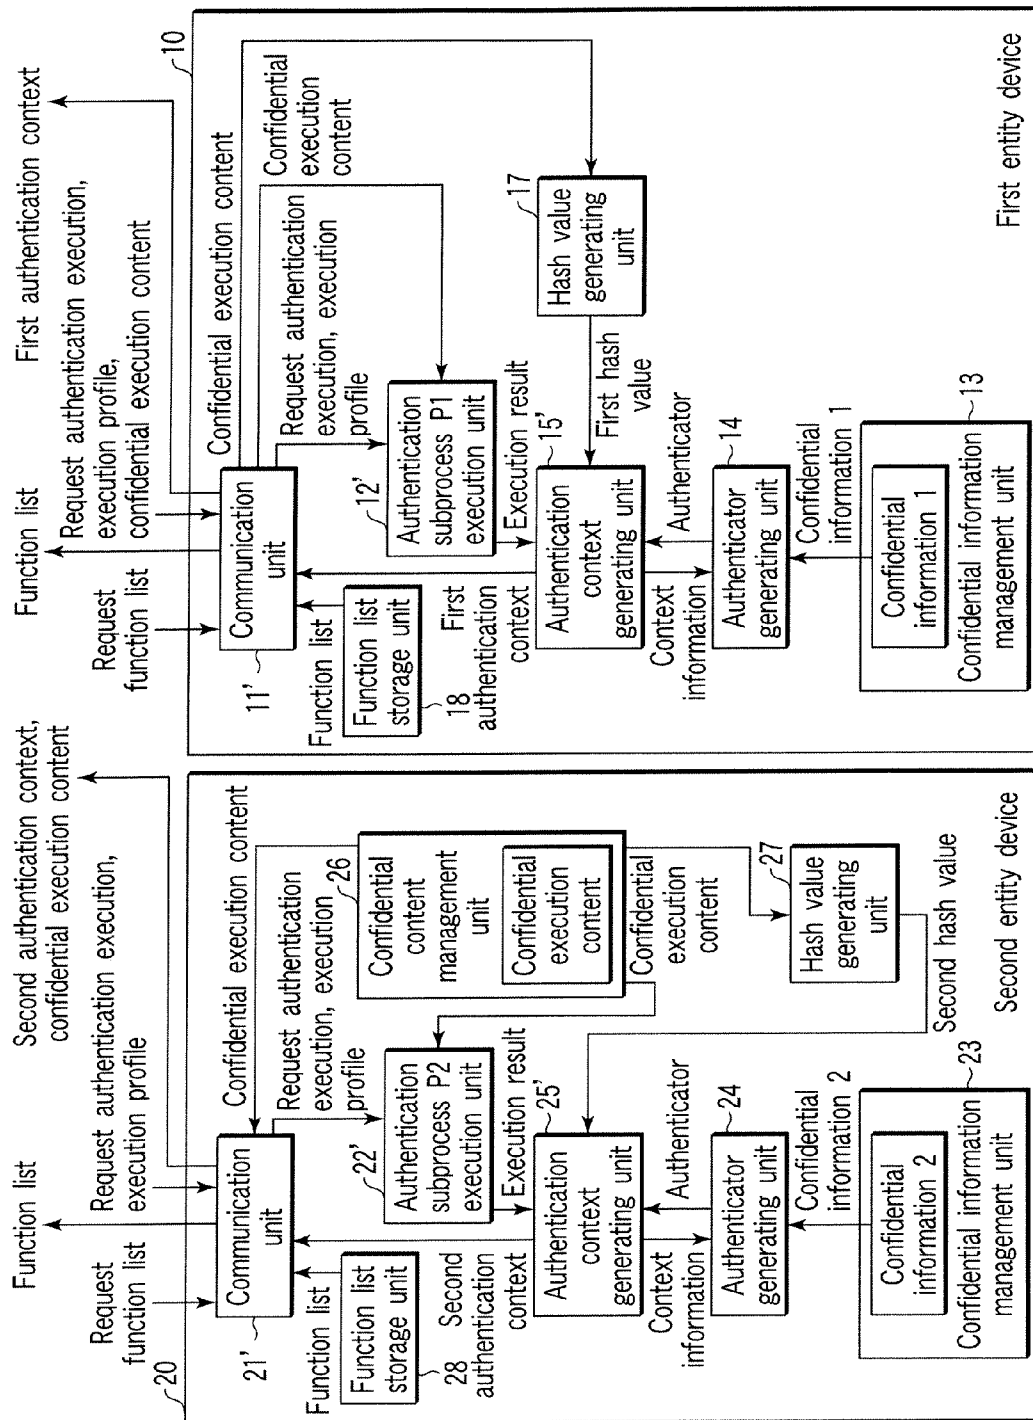 Function list
Second authentication context,
confidential execution content
Request
function list
Request authentication execution,
execution profile
20
21'
Communication
unit
Confidential execution content
Request authentication
execution, execution
profile
Function list
Function list
storage unit
28
22'
Authentication
subprocess P2
execution unit
26
Confidential
content
management
unit
Confidential
execution
content
Confidential
execution
content
Second
authentication
context
Execution result
25'
Authentication
context
generating unit
27
Hash value
generating
unit
Second hash value
Context
information
Authenticator
24
Authenticator
generating unit
Confidential
information 2
23
Confidential
information 2
Confidential information
management unit
Second entity device
Function list
First authentication context
Request
function list
Request authentication execution,
execution profile,
confidential execution content
10
11'
Communication
unit
Confidential execution content
Confidential
execution
content
Request authentication
execution, execution
profile
Function list
Function list
storage unit
18
12'
Authentication
subprocess P1
execution unit
First
authentication
context
Execution result
15'
Authentication
context
generating unit
17
Hash value
generating
unit
First hash
value
Context
information
Authenticator
14
Authenticator
generating unit
Confidential
information 1
13
Confidential
information 1
Confidential information
management unit
First entity device